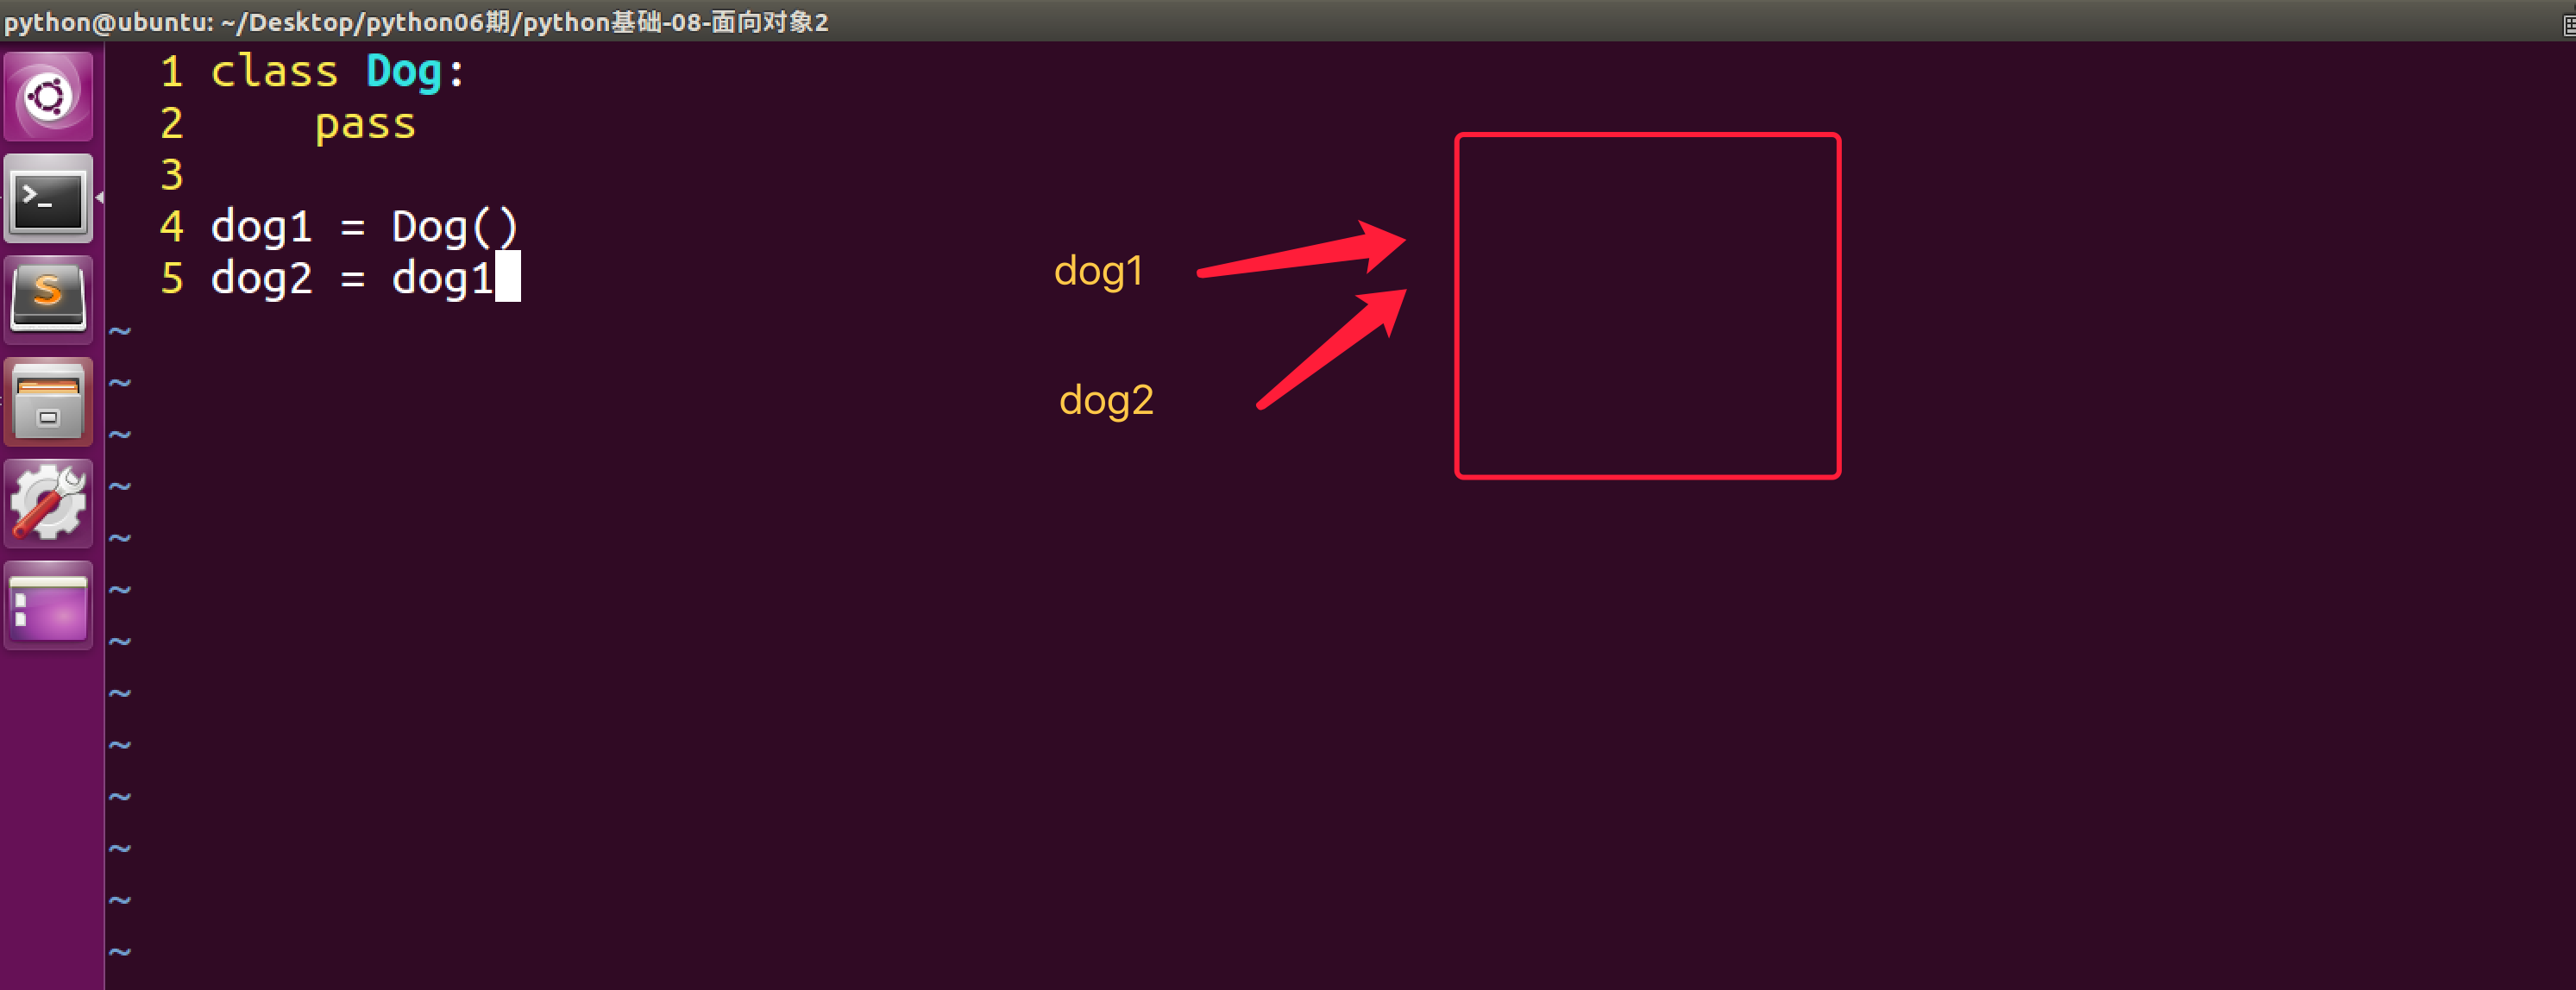 python@ubuntu: ~/Desktop/python06期/python基础-08-面向对象2
1 class Dog:
2     pass
3
4 dog1 = Dog()
5 dog2 = dog1
~
~
~
~
~
~
~
~
~
~
~
~
~
dog1
dog2